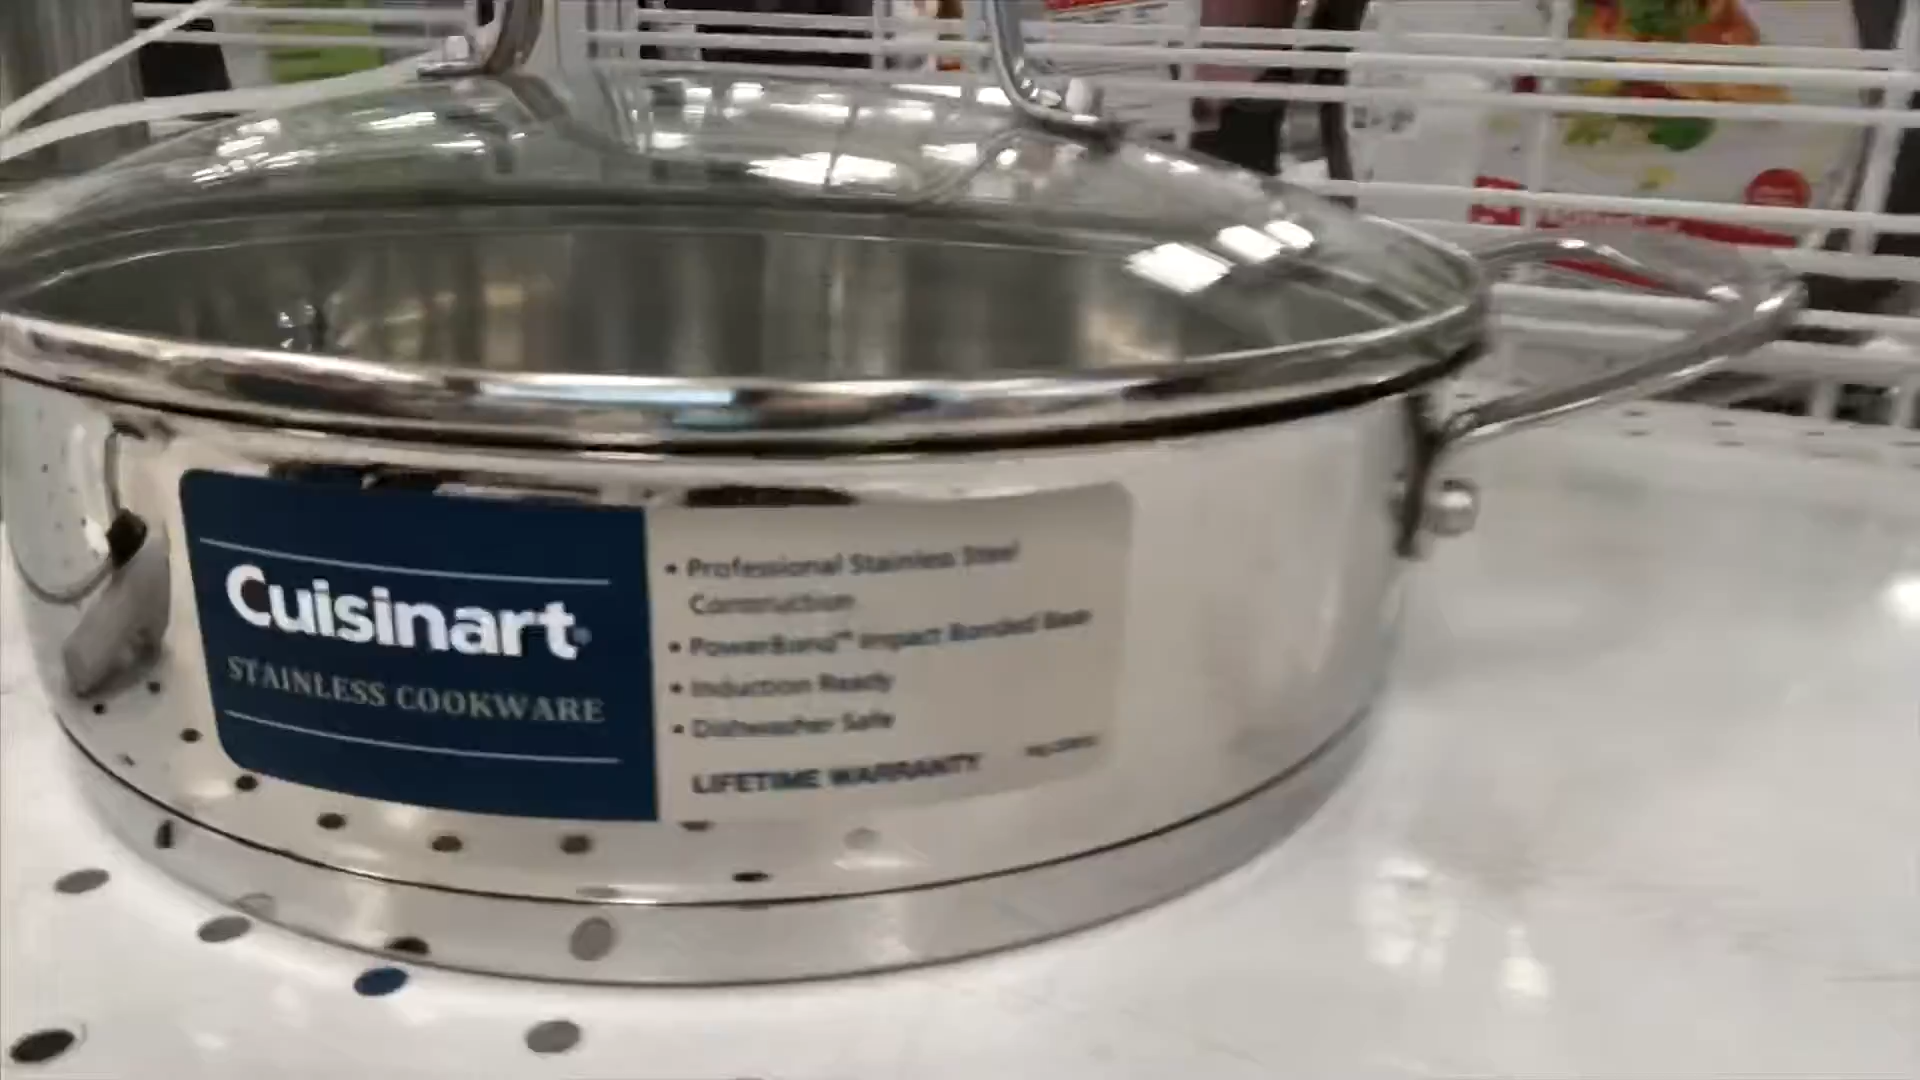 Cuisinart
STAINLESS COOKWARE
• Professional Stainless Steel
Construction
• PowerBond™ Impact Bonded Base
• Induction Ready
• Dishwasher Safe
LIFETIME WARRANTY